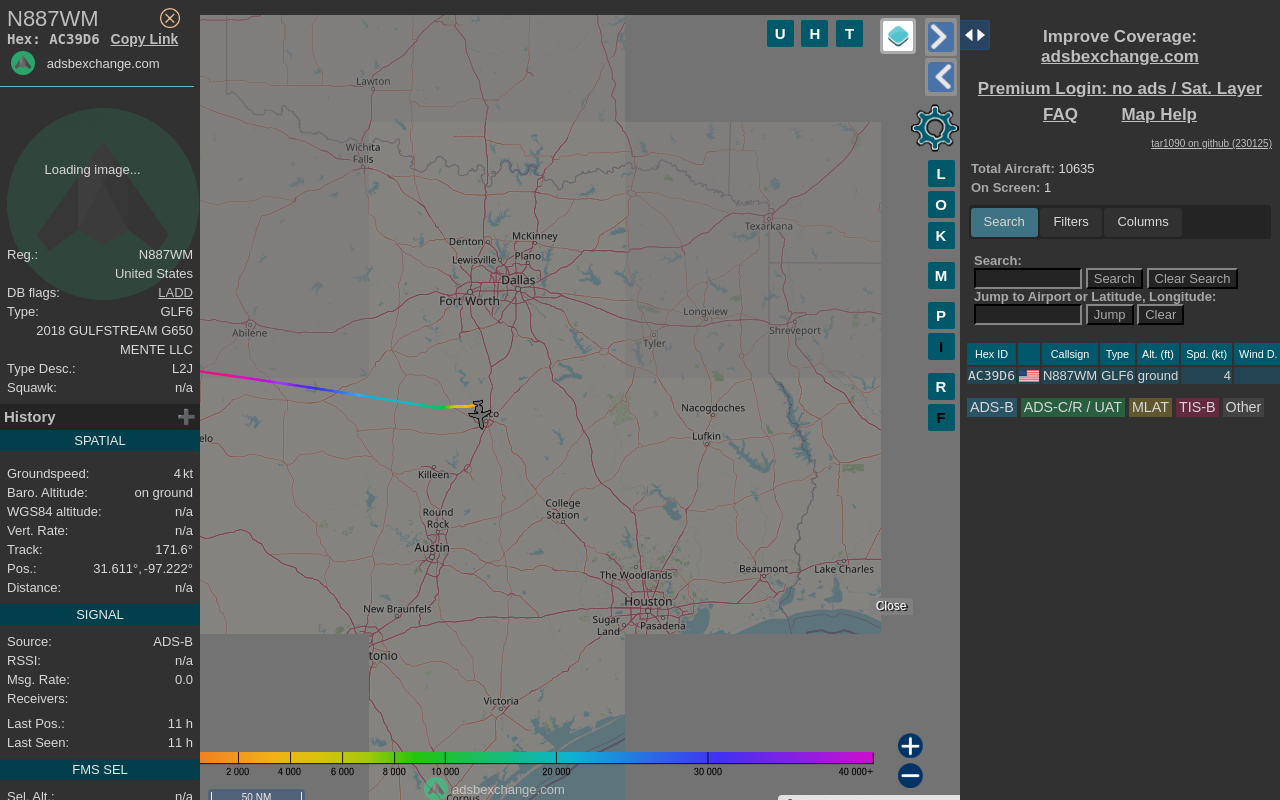 N887WM
Hex: AC39D6 Copy Link
adsbexchange.com
Loading image...
Reg.: N887WM
United States
DB flags: LADD
Type: GLF6
2018 GULFSTREAM G650
MENTE LLC
Type Desc.: L2J
Squawk: n/a
History
SPATIAL
Groundspeed: 4 kt
Baro. Altitude: on ground
WGS84 altitude: n/a
Vert. Rate: n/a
Track: 171.6°
Pos.: 31.611°, -97.222°
Distance: n/a
SIGNAL
Source: ADS-B
RSSI: n/a
Msg. Rate: 0.0
Receivers:
Last Pos.: 11 h
Last Seen: 11 h
FMS SEL
Sel. Alt.: n/a
U H T
L
O
K
M
P
I
R
F
Lawton
Wichita
Falls
Texarkana
Denton
McKinney
Lewisville
Plano
Dallas
Fort Worth
Abilene
Longview
Tyler
Shreveport
co
Nacogdoches
elo
Lufkin
Killeen
College
Station
Round
Rock
Austin
The Woodlands
Beaumont
Lake Charles
Houston
New Braunfels
Sugar
Land
Pasadena
Close
tonio
Victoria
2 000 4 000 6 000 8 000 10 000 20 000 30 000 40 000+
adsbexchange.com
Corpus
50 NM
Improve Coverage:
adsbexchange.com
Premium Login: no ads / Sat. Layer
FAQ Map Help
tar1090 on github (230125)
Total Aircraft: 10635
On Screen: 1
Search Filters Columns
Search:
Search Clear Search
Jump to Airport or Latitude, Longitude:
Jump Clear
Hex ID Callsign Type Alt. (ft) Spd. (kt) Wind D.
AC39D6 N887WM GLF6 ground 4
ADS-B ADS-C/R / UAT MLAT TIS-B Other